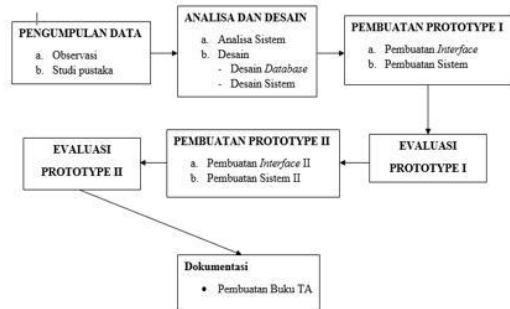 PENGUMPULAN DATA
a. Observasi
b. Studi pustaka
ANALISA DAN DESAIN
a. Analisa Sistem
b. Desain
- Desain Database
- Desain Sistem
PEMBUATAN PROTOTYPE I
a. Pembuatan Interface
b. Pembuatan Sistem
EVALUASI
PROTOTYPE I
PEMBUATAN PROTOTYPE II
a. Pembuatan Interface II
b. Pembuatan Sistem II
EVALUASI
PROTOTYPE II
Dokumentasi
• Pembuatan Buku TA